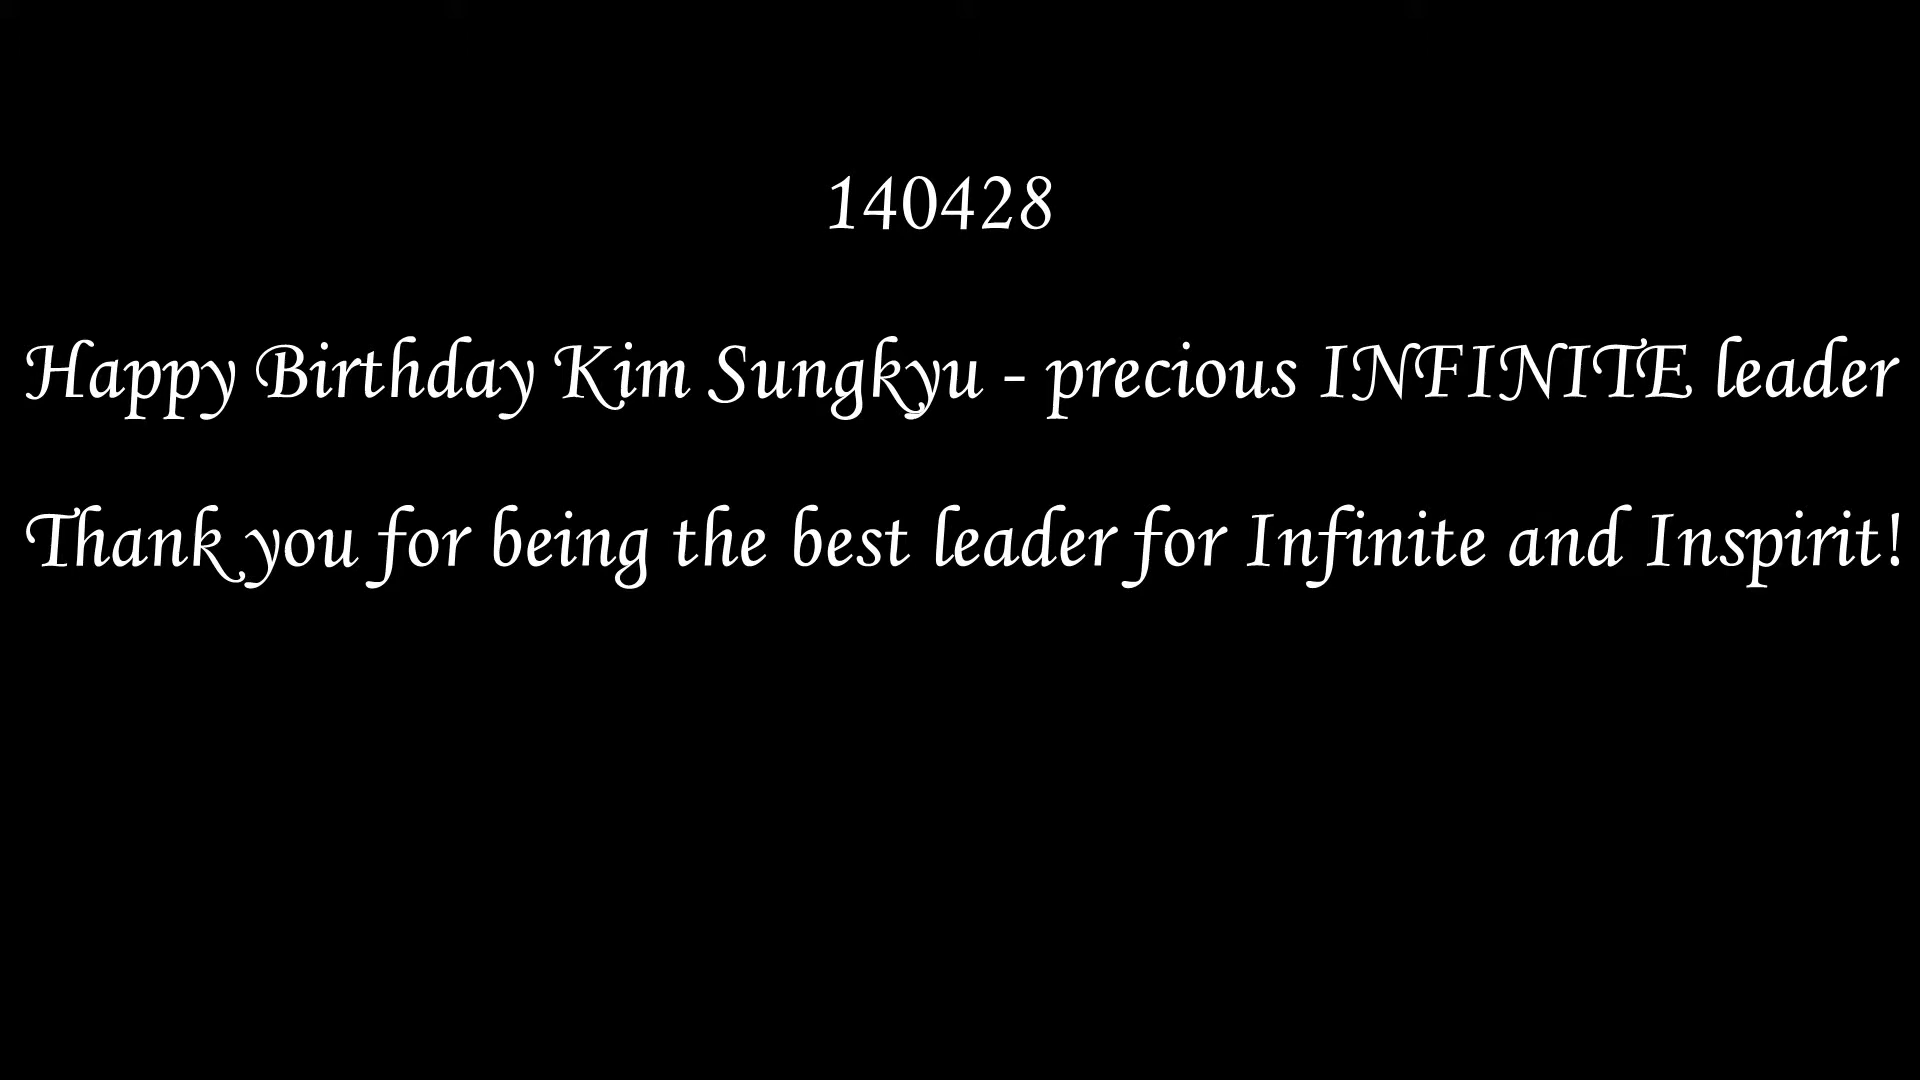 140428
Happy Birthday Kim Sungkyu - precious INFINITE leader
Thank you for being the best leader for Infinite and Inspirit!